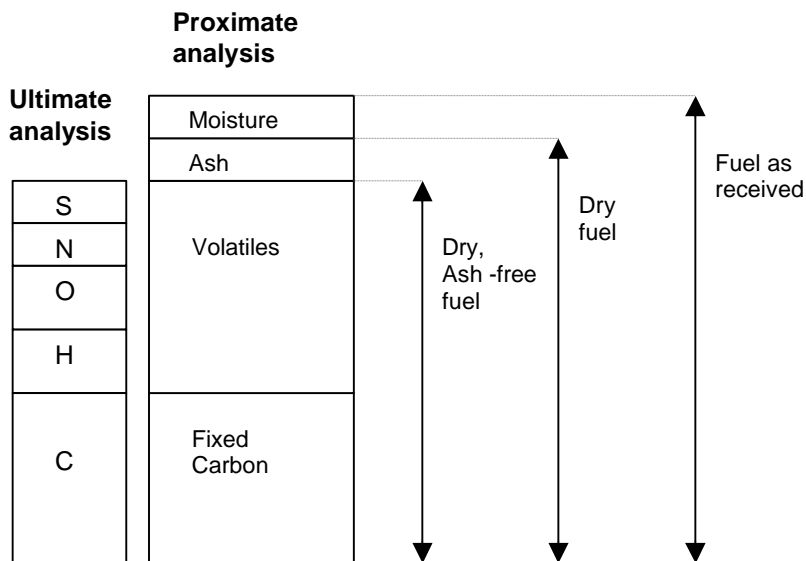 Proximate
analysis
Ultimate
analysis
Moisture
Ash
S
N
O
H
C
Volatiles
Fixed
Carbon
Dry,
Ash -free
fuel
Dry
fuel
Fuel as
received